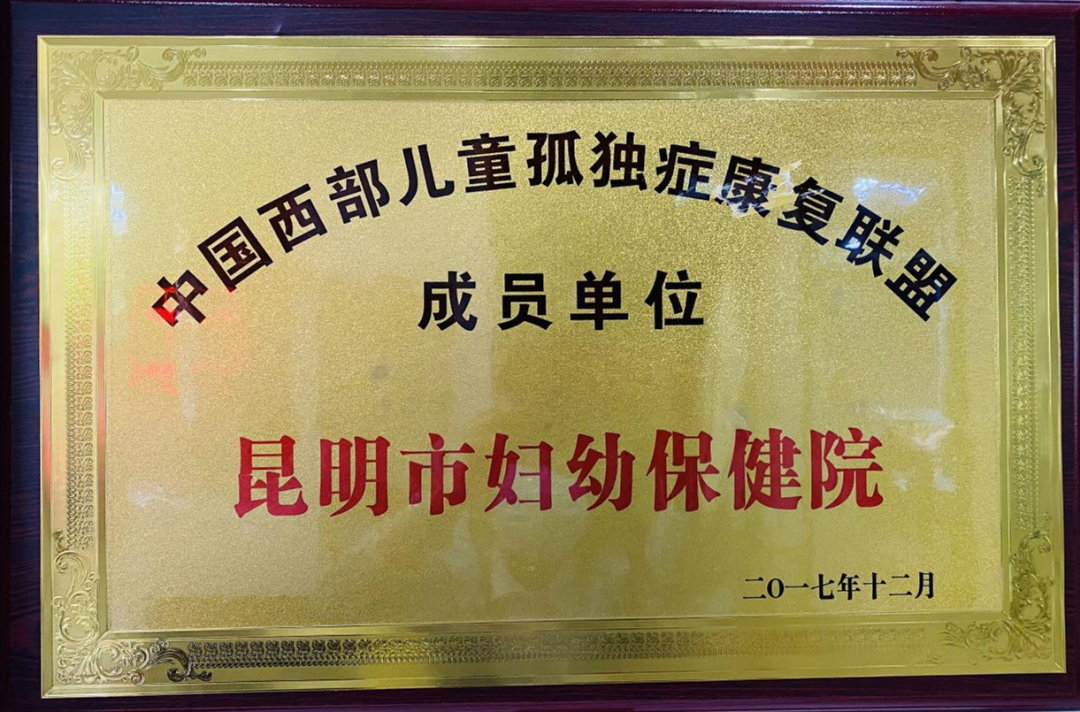 中国西部儿童孤独症康复联盟
成员单位
昆明市妇幼保健院
二〇一七年十二月